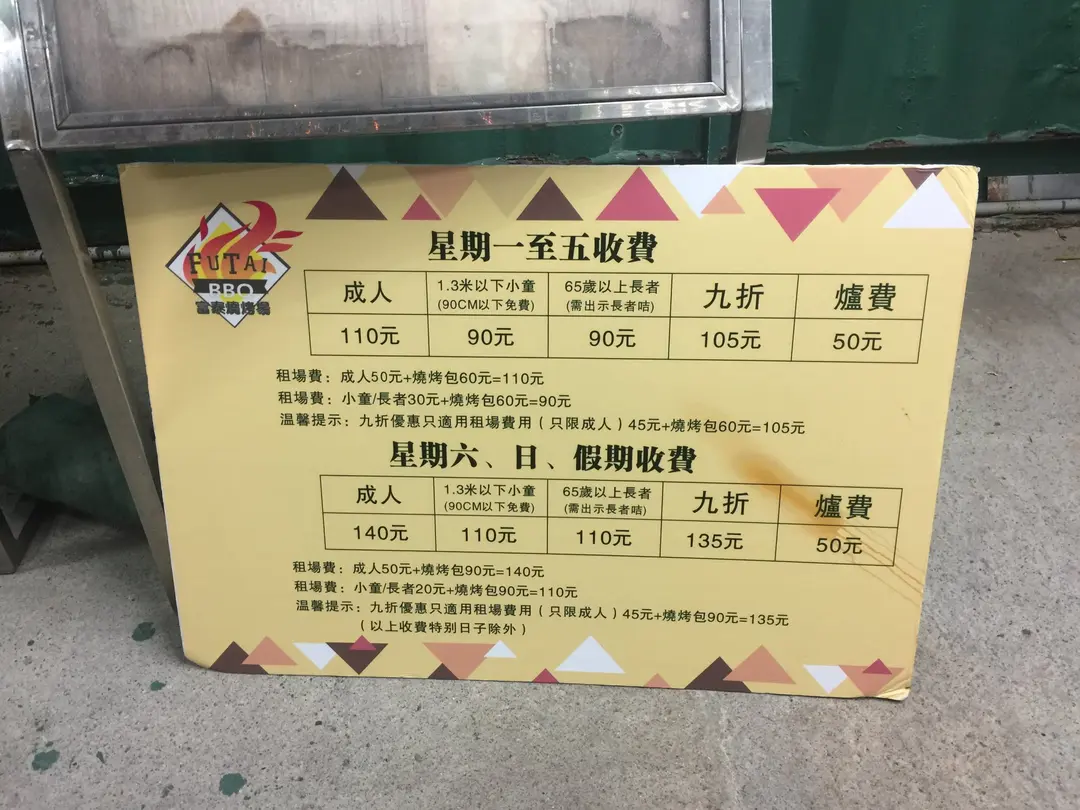 FUTAI
BBQ
富泰燒烤場
星期一至五收費
成人 1.3米以下小童 65歲以上長者 九折 爐費
(90CM以下免費) (需出示長者咭)
110元 90元 90元 105元 50元
租場費：成人50元+燒烤包60元=110元
租場費：小童/長者30元+燒烤包60元=90元
溫馨提示：九折優惠只適用租場費用（只限成人）45元+燒烤包60元=105元
星期六、日、假期收費
成人 1.3米以下小童 65歲以上長者 九折 爐費
(90CM以下免費) (需出示長者咭)
140元 110元 110元 135元 50元
租場費：成人50元+燒烤包90元=140元
租場費：小童/長者20元+燒烤包90元=110元
溫馨提示：九折優惠只適用租場費用（只限成人）45元+燒烤包90元=135元
（以上收費特别日子除外）